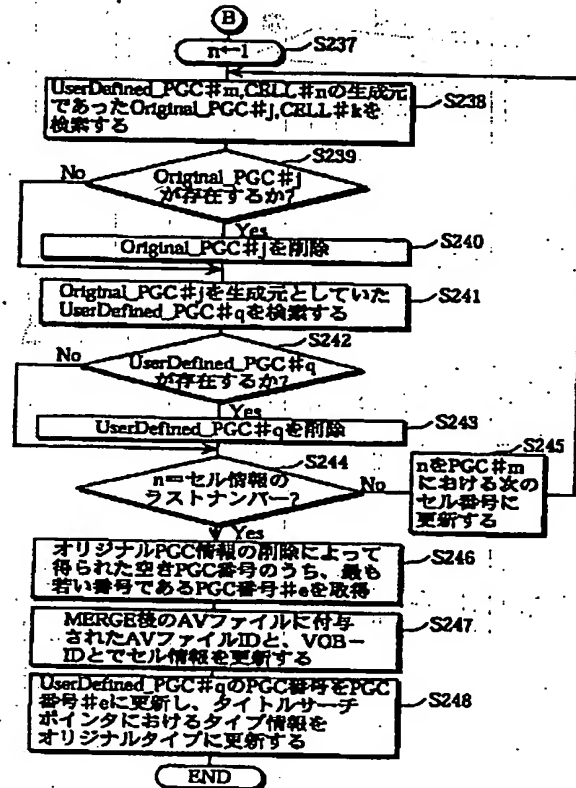 B
n←1
S237
UserDefined_PGC#m,CELL#nの生成元
であったOriginal_PGC#j,CELL#kを
検索する
S238
S239
Original_PGC#j
が存在するか?
No
Yes
Original_PGC#jを削除
S240
Original_PGC#jを生成元としていた
UserDefined_PGC#qを検索する
S241
S242
UserDefined_PGC#q
が存在するか?
No
Yes
UserDefined_PGC#qを削除
S243
S244
n=セル情報の
ラストナンバー?
No
Yes
S245
nをPGC#m
における次の
セル番号に
更新する
オリジナルPGC情報の削除によって
得られた空きPGC番号のうち、最も
若い番号であるPGC番号#eを取得
S246
MERGE後のAVファイルに付与
されたAVファイルIDと、VOB-
IDとでセル情報を更新する
S247
UserDefined_PGC#qのPGC番号をPGC
番号#eに更新し、タイトルサーチ
ポインタにおけるタイプ情報を
オリジナルタイプに更新する
S248
END